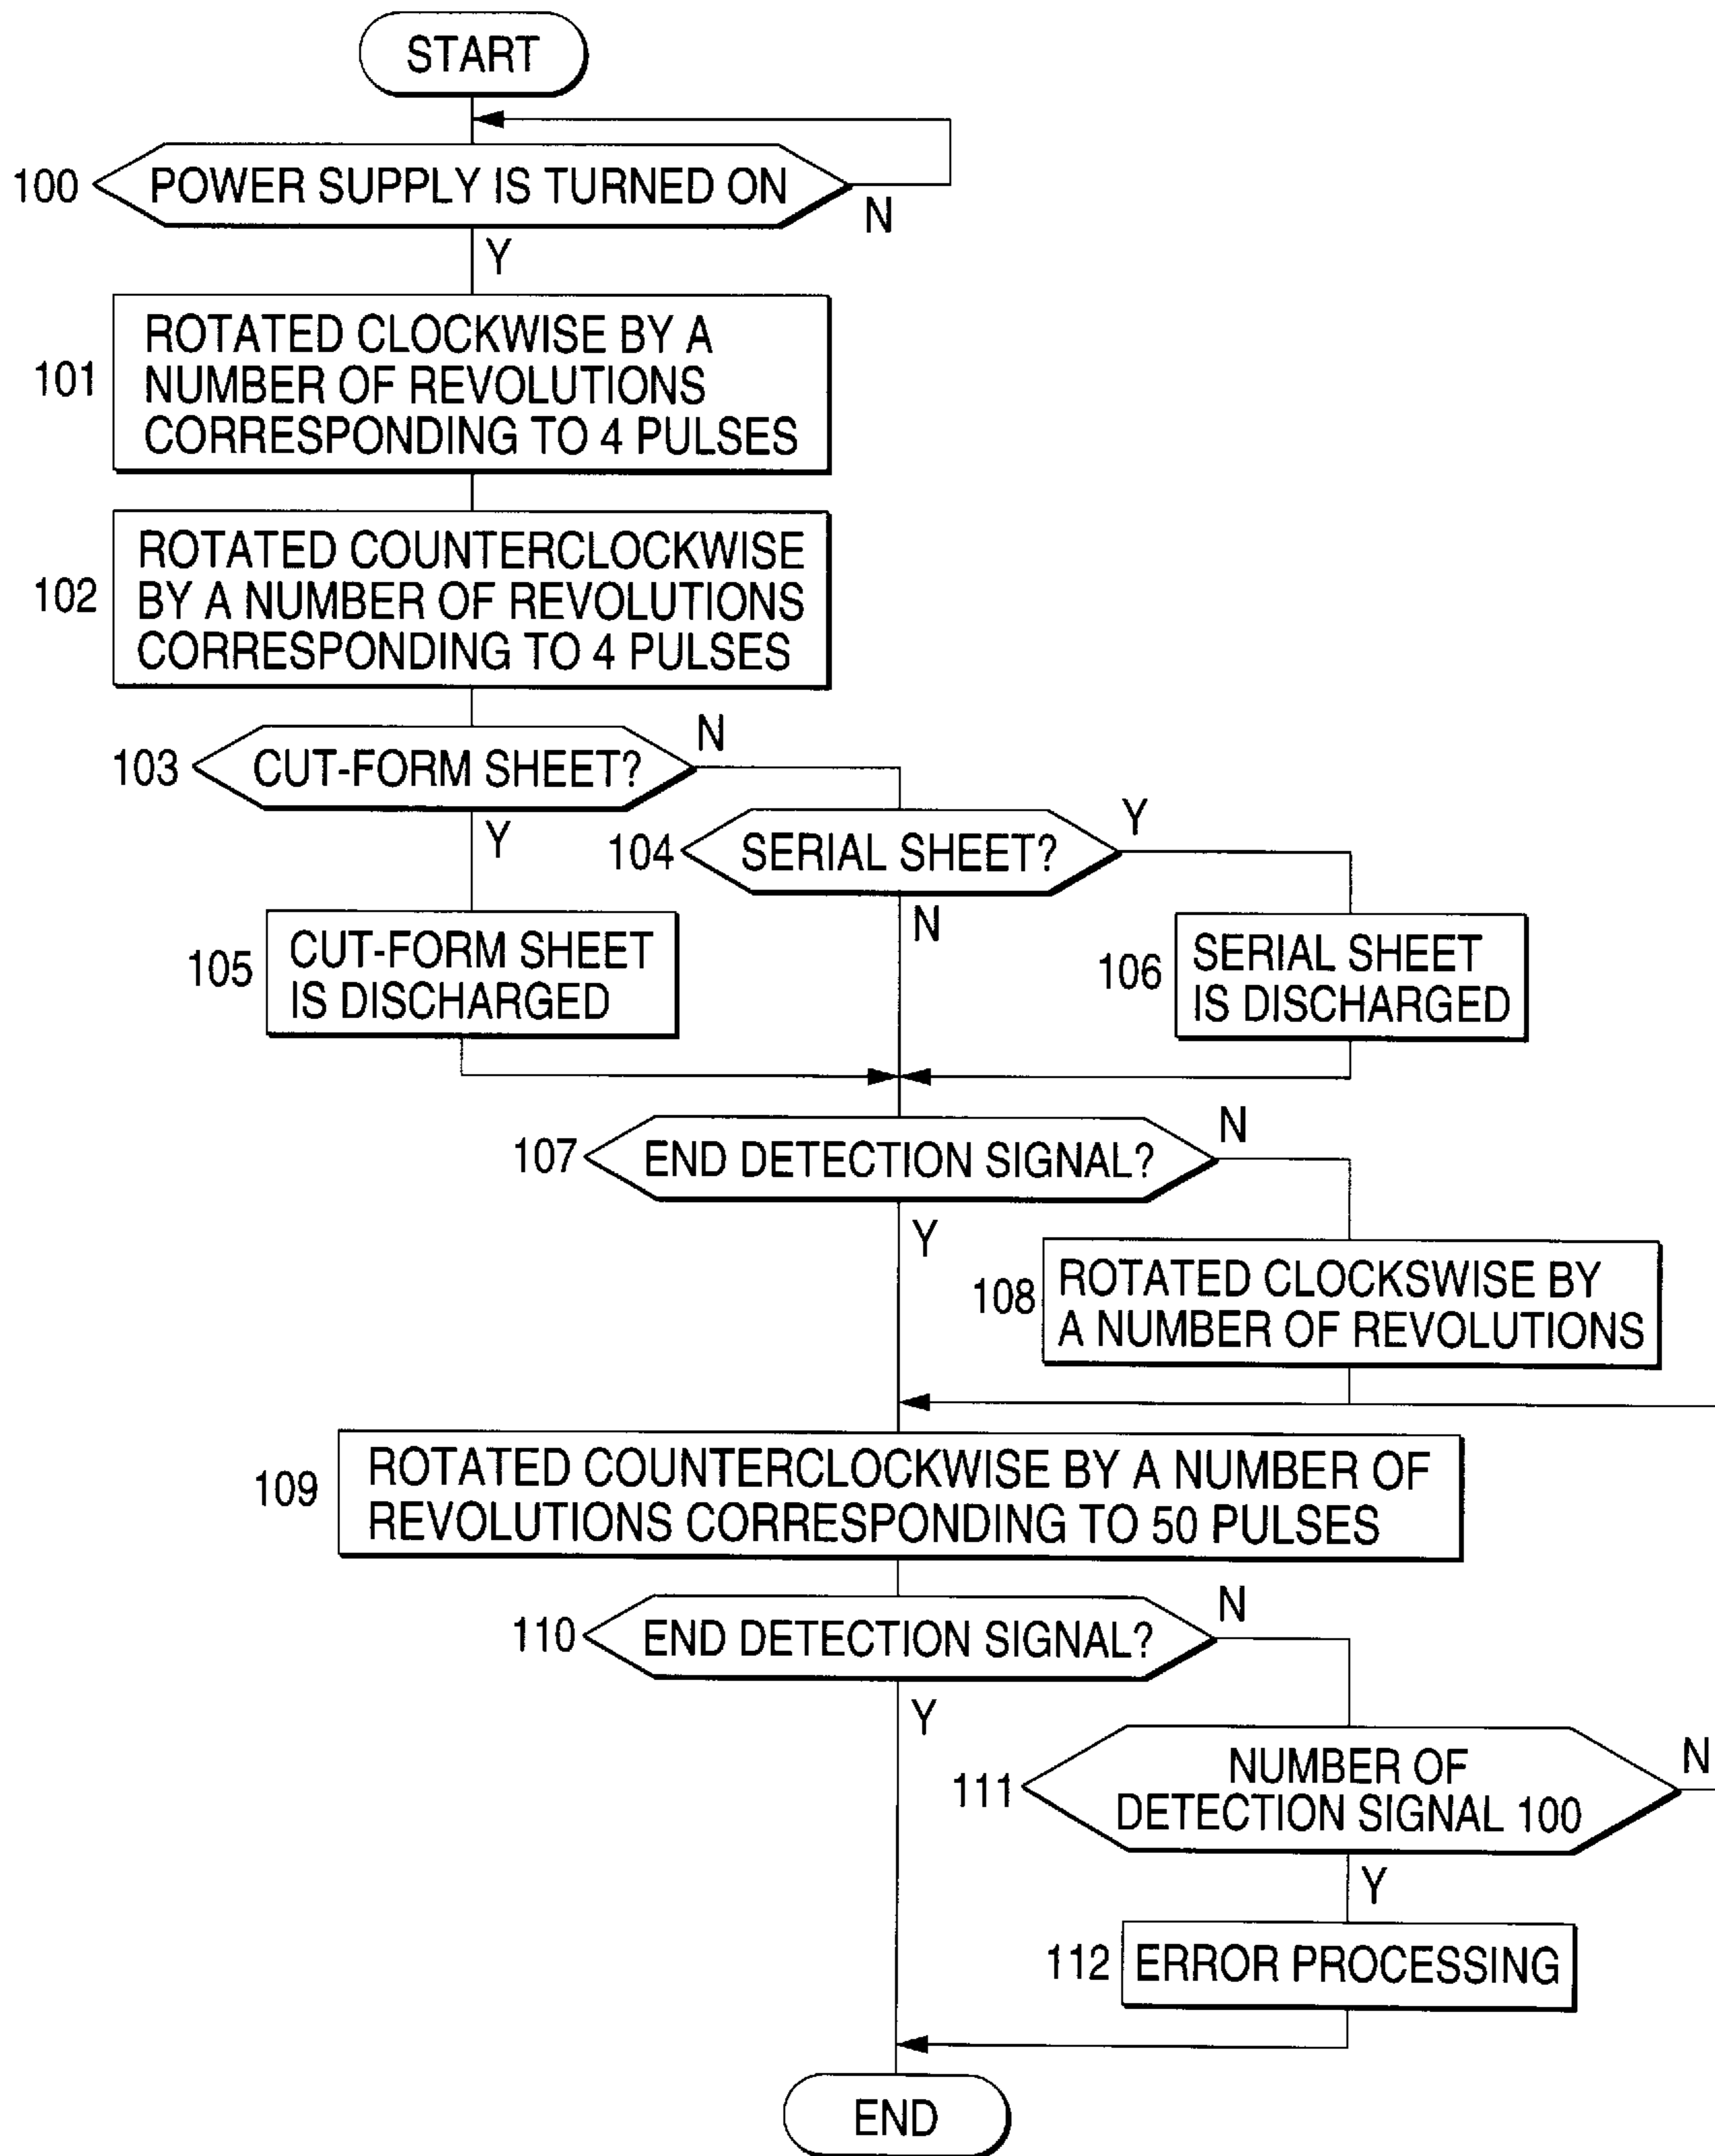 START
100
POWER SUPPLY IS TURNED ON
N
Y
101
ROTATED CLOCKWISE BY A
NUMBER OF REVOLUTIONS
CORRESPONDING TO 4 PULSES
102
ROTATED COUNTERCLOCKWISE
BY A NUMBER OF REVOLUTIONS
CORRESPONDING TO 4 PULSES
103
CUT-FORM SHEET?
N
Y
104
SERIAL SHEET?
Y
N
105
CUT-FORM SHEET
IS DISCHARGED
106
SERIAL SHEET
IS DISCHARGED
107
END DETECTION SIGNAL?
N
Y
108
ROTATED CLOCKSWISE BY
A NUMBER OF REVOLUTIONS
109
ROTATED COUNTERCLOCKWISE BY A NUMBER OF
REVOLUTIONS CORRESPONDING TO 50 PULSES
110
END DETECTION SIGNAL?
N
Y
111
NUMBER OF
DETECTION SIGNAL 100
N
Y
112
ERROR PROCESSING
END